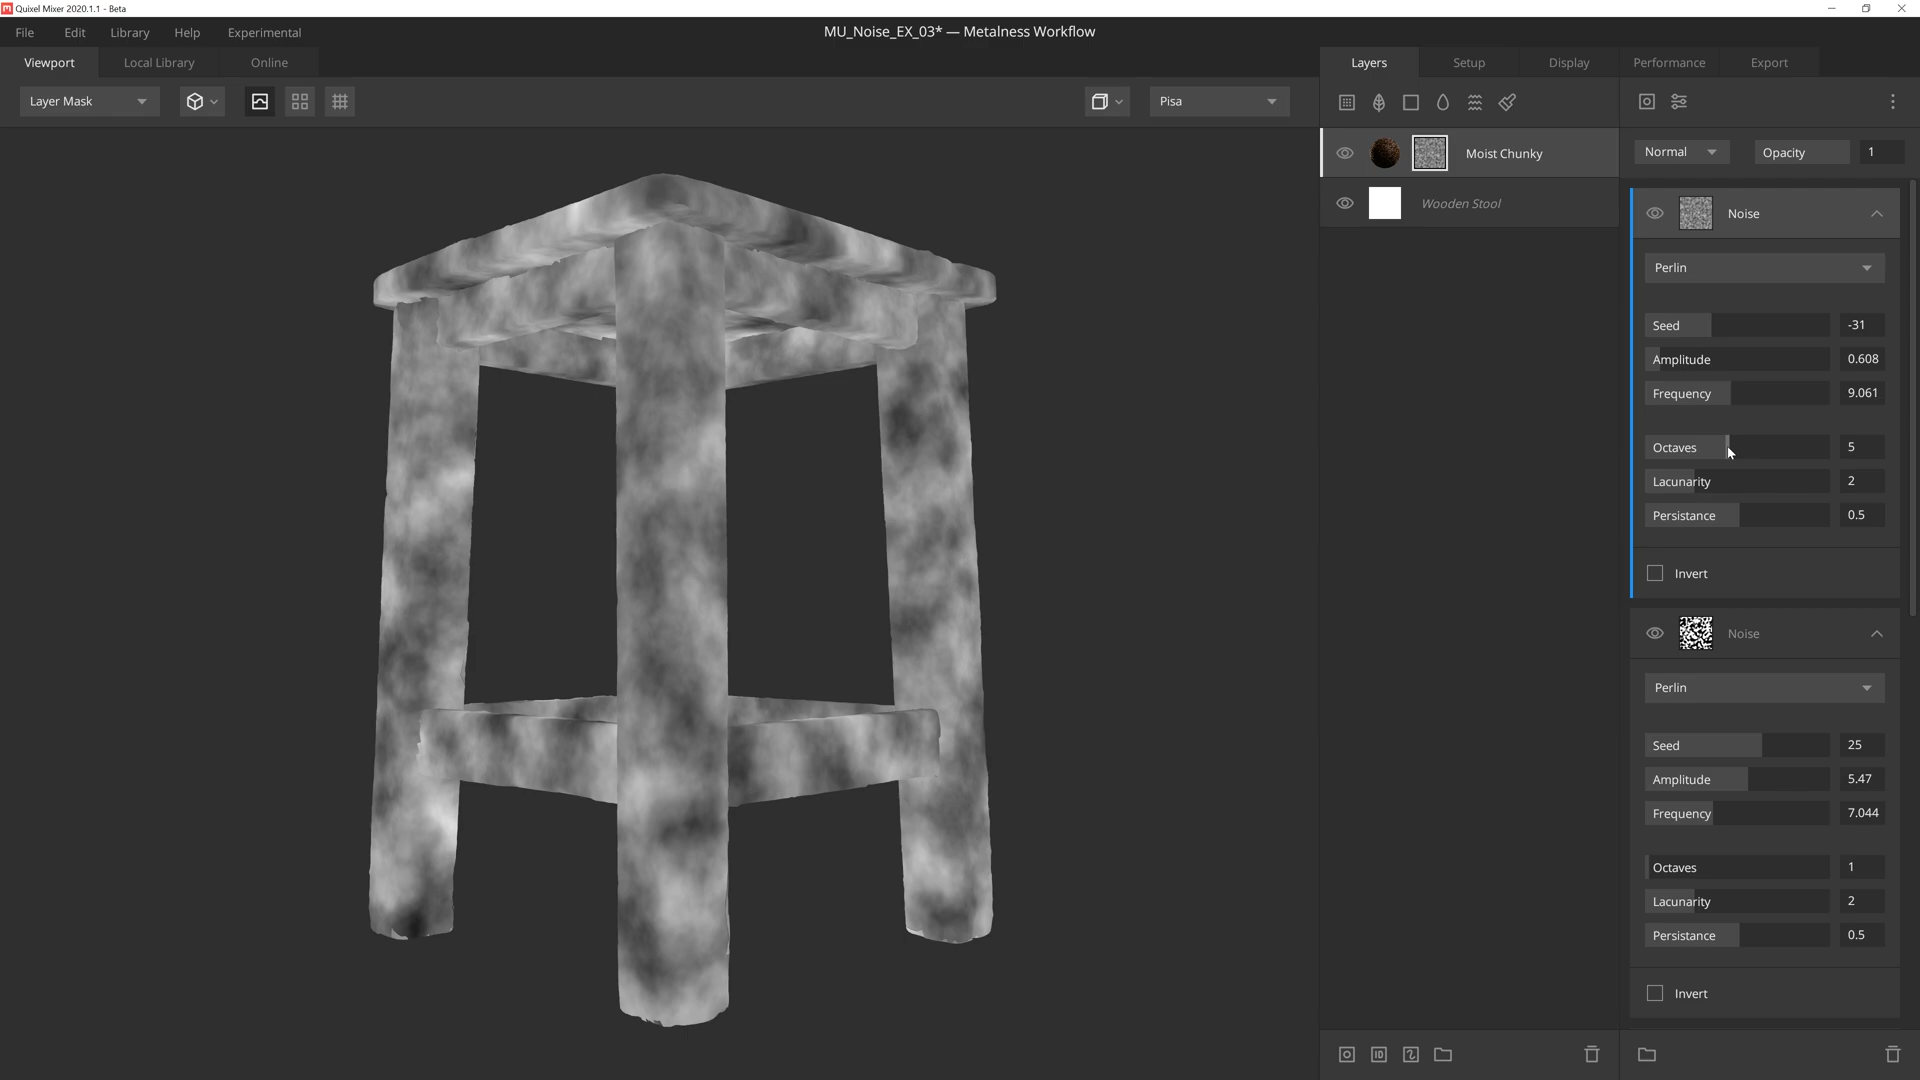 Quixel Mixer 2020.1.1 - Beta
File Edit Library Help Experimental
MU_Noise_EX_03* — Metalness Workflow
Viewport Local Library Online
Layers Setup Display Performance Export
Layer Mask
Pisa
Moist Chunky
Wooden Stool
Normal Opacity 1
Noise
Perlin
Seed -31
Amplitude 0.608
Frequency 9.061
Octaves 5
Lacunarity 2
Persistance 0.5
Invert
Noise
Perlin
Seed 25
Amplitude 5.47
Frequency 7.044
Octaves 1
Lacunarity 2
Persistance 0.5
Invert